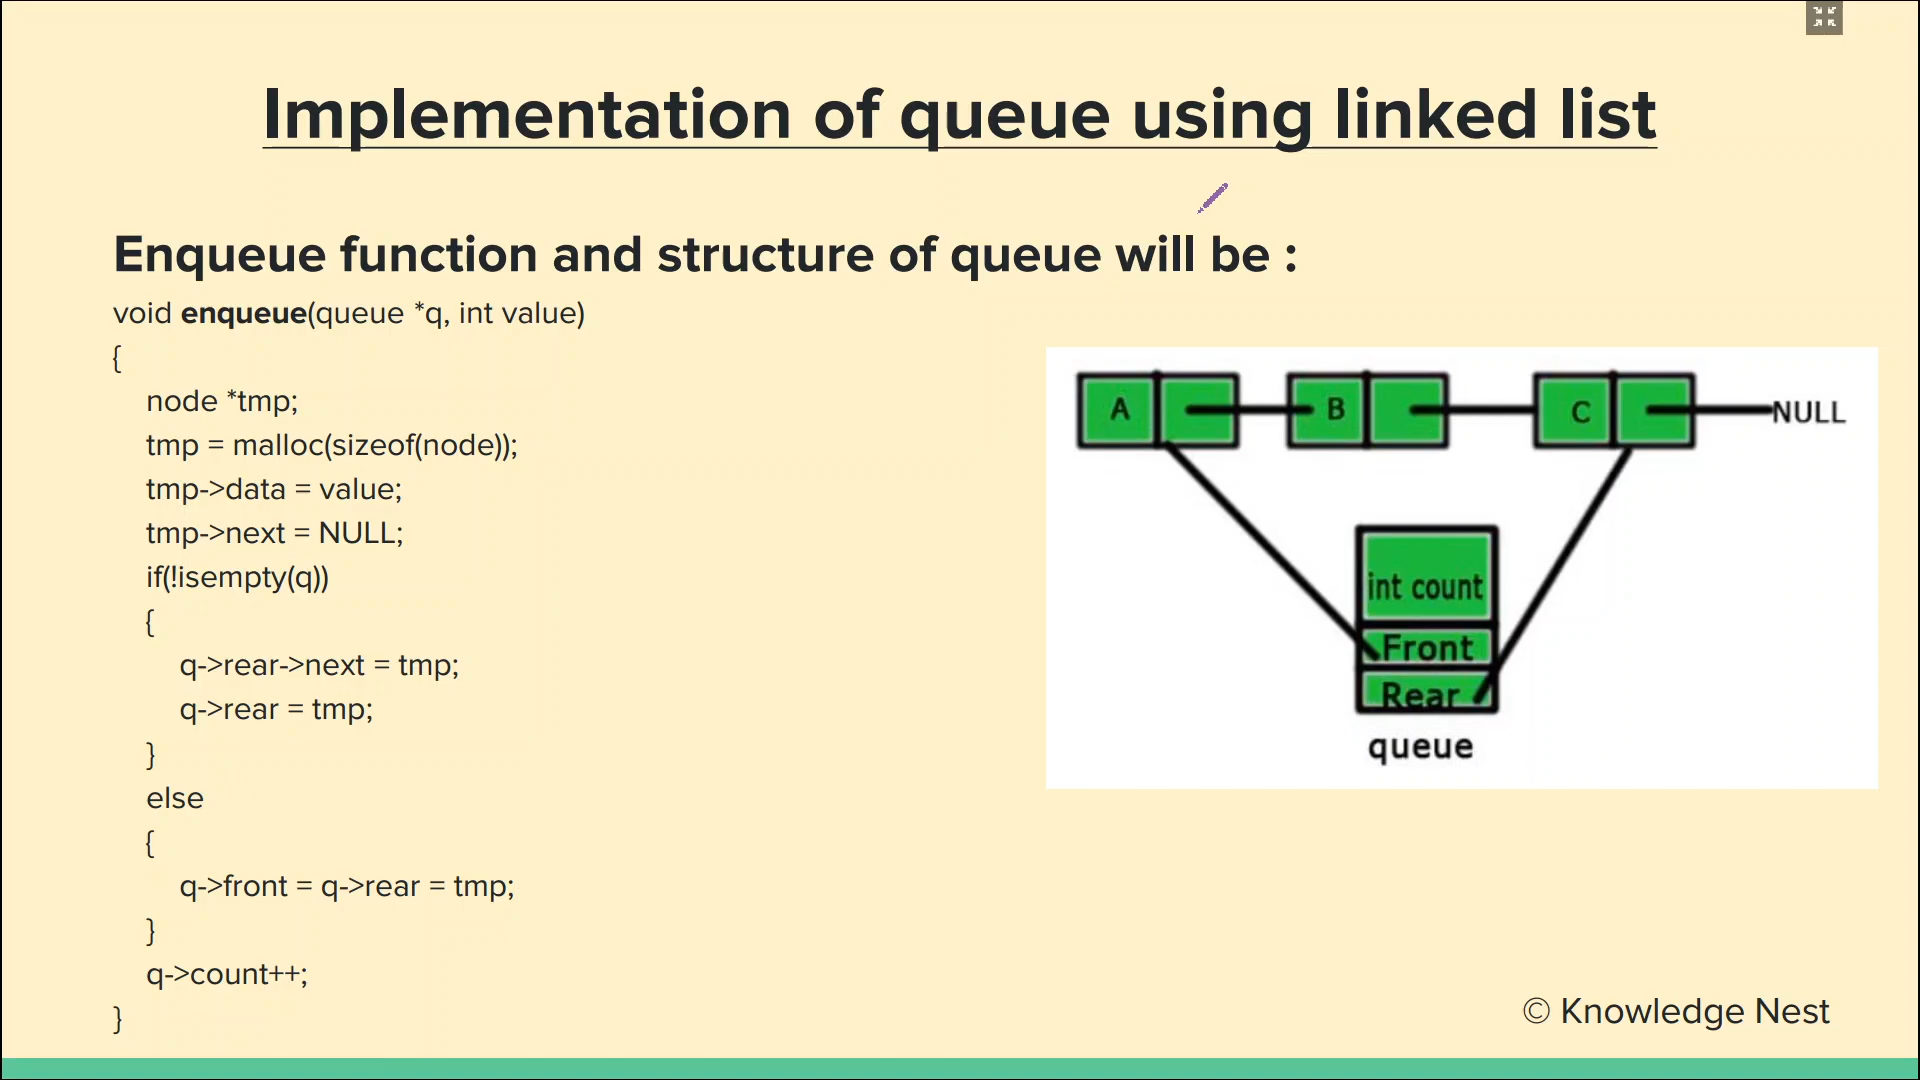 Implementation of queue using linked list
Enqueue function and structure of queue will be :
void enqueue(queue *q, int value)
{
node *tmp;
tmp = malloc(sizeof(node));
tmp->data = value;
tmp->next = NULL;
if(!isempty(q))
{
q->rear->next = tmp;
q->rear = tmp;
}
else
{
q->front = q->rear = tmp;
}
q->count++;
}
A B C NULL
int count
Front
Rear
queue
© Knowledge Nest